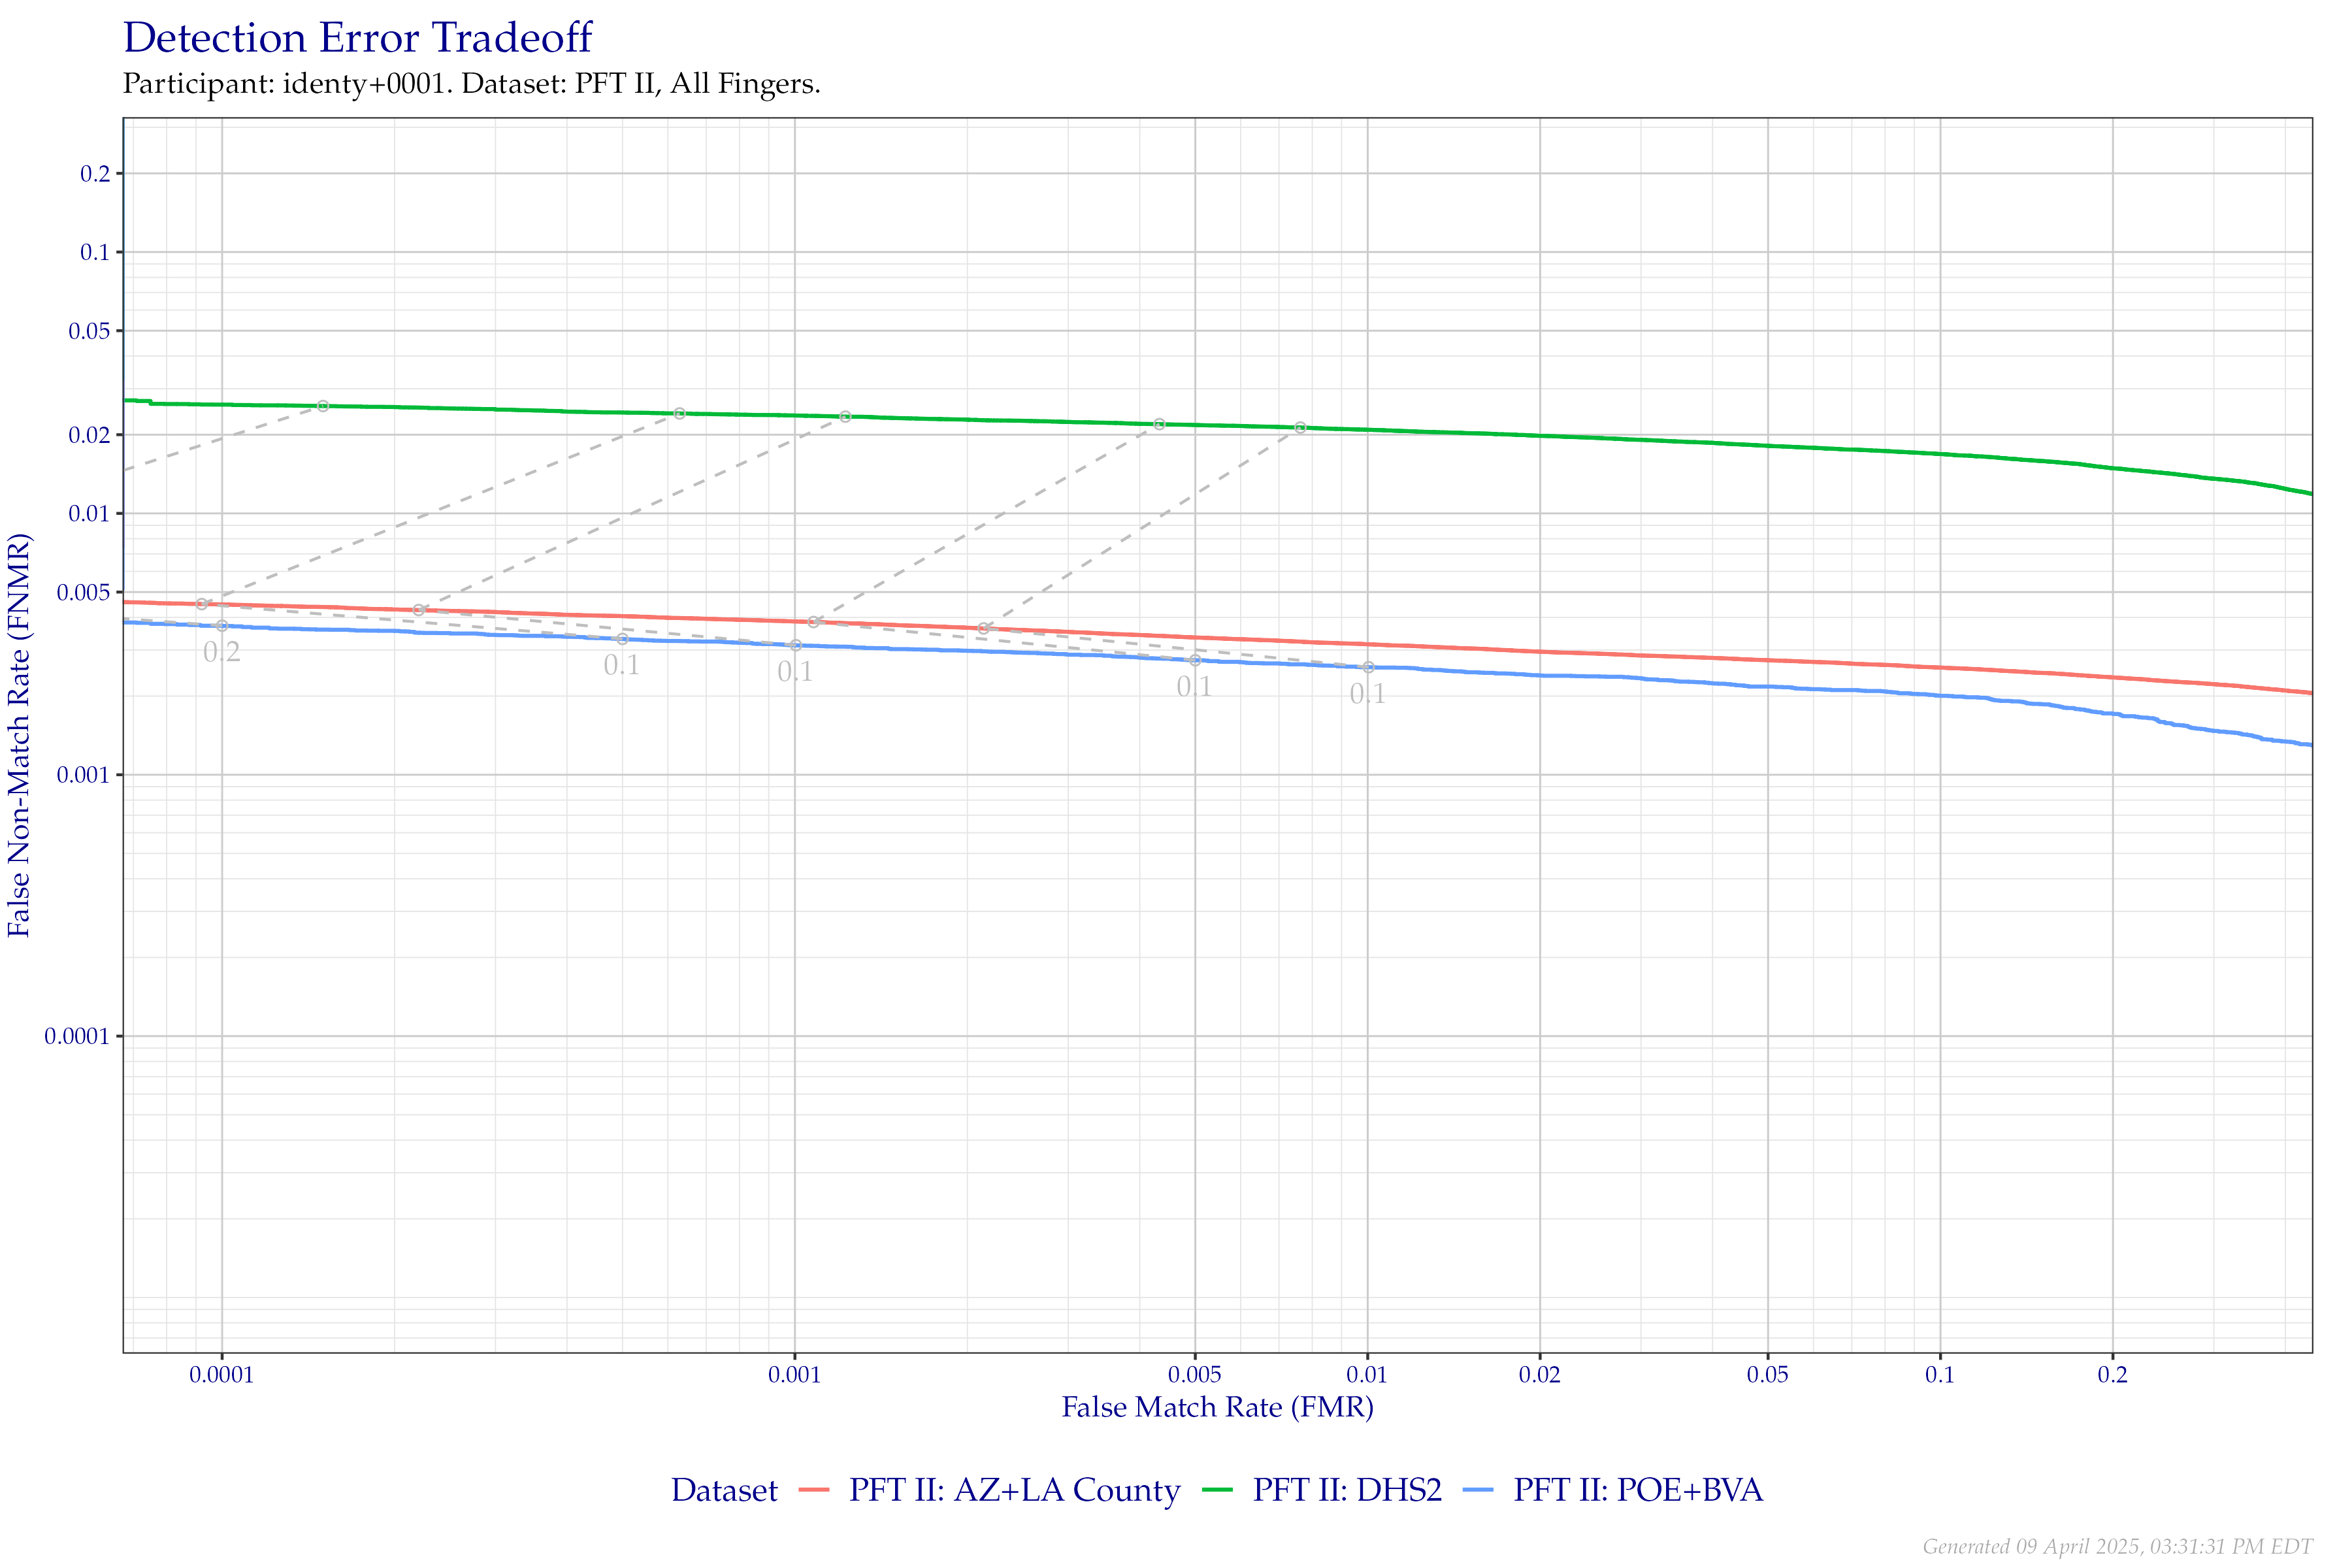 Detection Error Tradeoff
Participant: identy+0001. Dataset: PFT II, All Fingers.
False Non-Match Rate (FNMR)
0.2
0.1
0.05
0.02
0.01
0.005
0.001
0.0001
0.2
0.1
0.1
0.1
0.1
0.0001 0.001 0.005 0.01 0.02 0.05 0.1 0.2
False Match Rate (FMR)
Dataset PFT II: AZ+LA County PFT II: DHS2 PFT II: POE+BVA
Generated 09 April 2025, 03:31:31 PM EDT